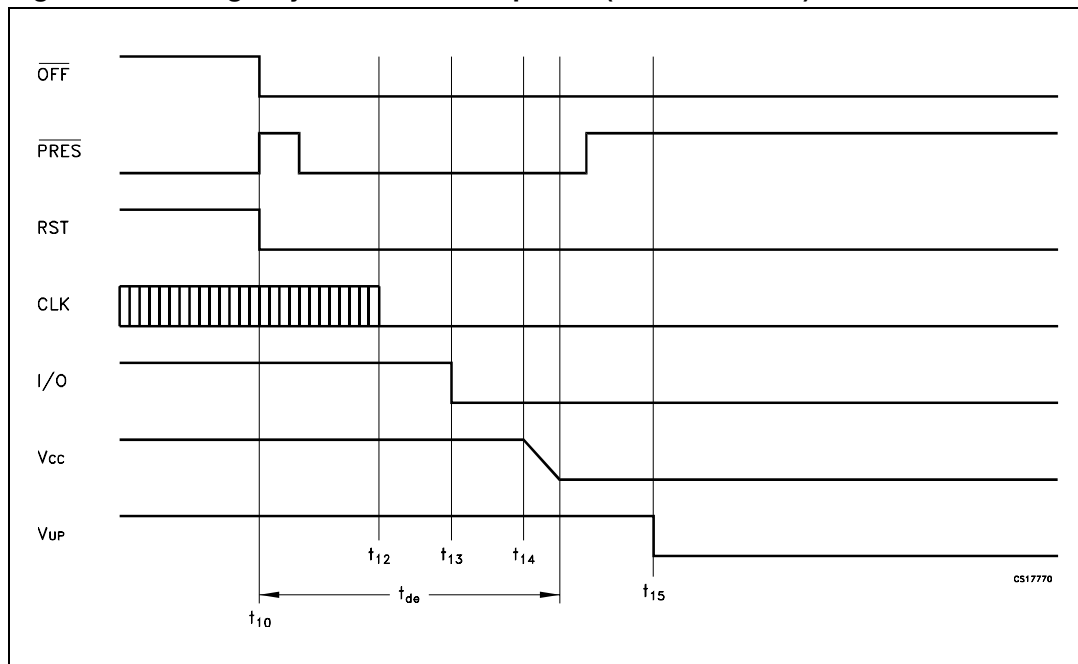 OFF
PRES
RST
CLK
I/O
Vcc
VUP
t12
t13
t14
CS17770
tde
t15
t10